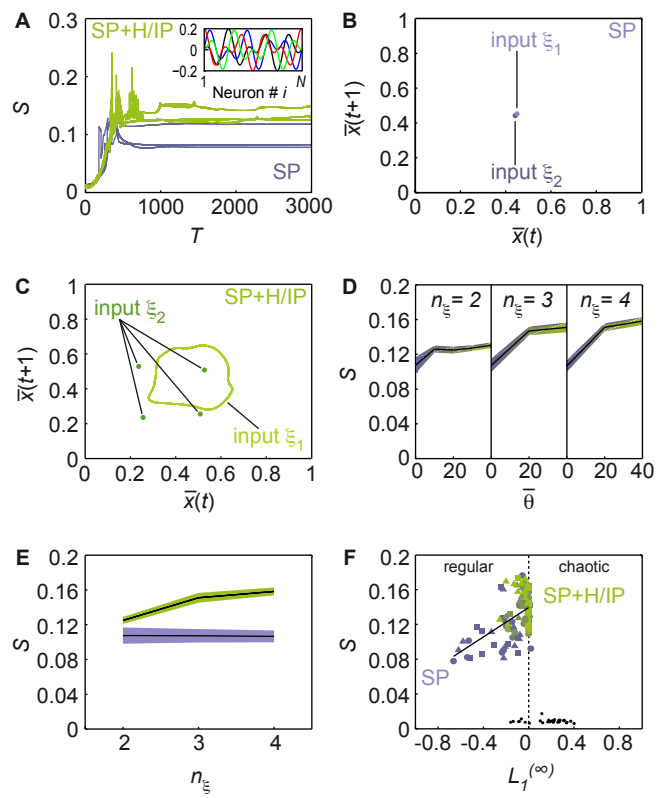 A
SP+H/IP
0.3
0.2
0.1
0
S
0.2
0
−0.2
1
N
Neuron # i
SP
0
1000
2000
3000
T
B
SP
1
0.8
0.6
0.4
0.2
0
x̅(t+1)
input ξ1
input ξ2
0
0.2
0.4
0.6
0.8
1
x̅(t)
C
SP+H/IP
1
0.8
0.6
0.4
0.2
0
x̅(t+1)
input ξ2
input ξ1
0
0.2
0.4
0.6
0.8
1
x̅(t)
D
0.2
0.16
0.12
0.08
0.04
0
S
nξ= 2
nξ= 3
nξ= 4
0
20
0
20
0
20
40
θ̅
E
0.2
0.16
0.12
0.08
0.04
0
S
2
3
4
nξ
F
0.2
0.16
0.12
0.08
0.04
0
S
regular
chaotic
SP+H/IP
SP
-0.8
-0.4
0
0.4
0.8
L1(∞)